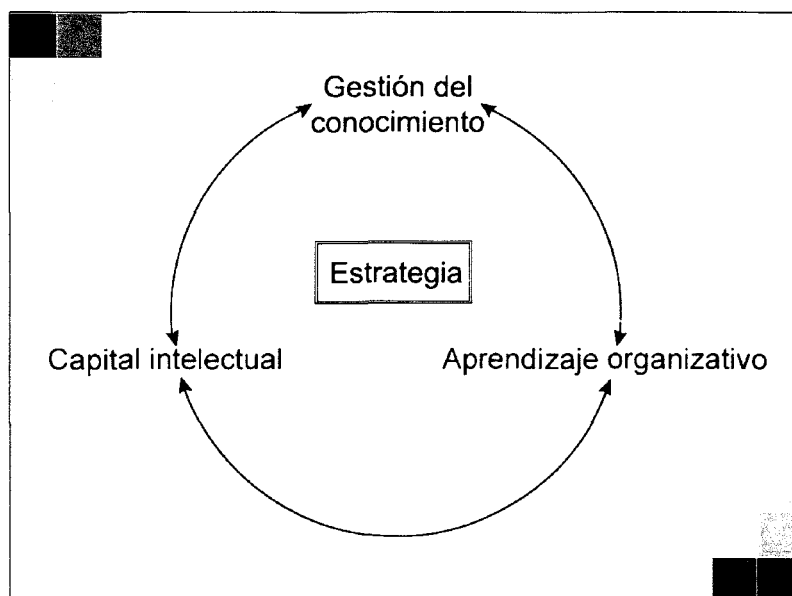 Gestión del
conocimiento
Estrategia
Capital intelectual
Aprendizaje organizativo